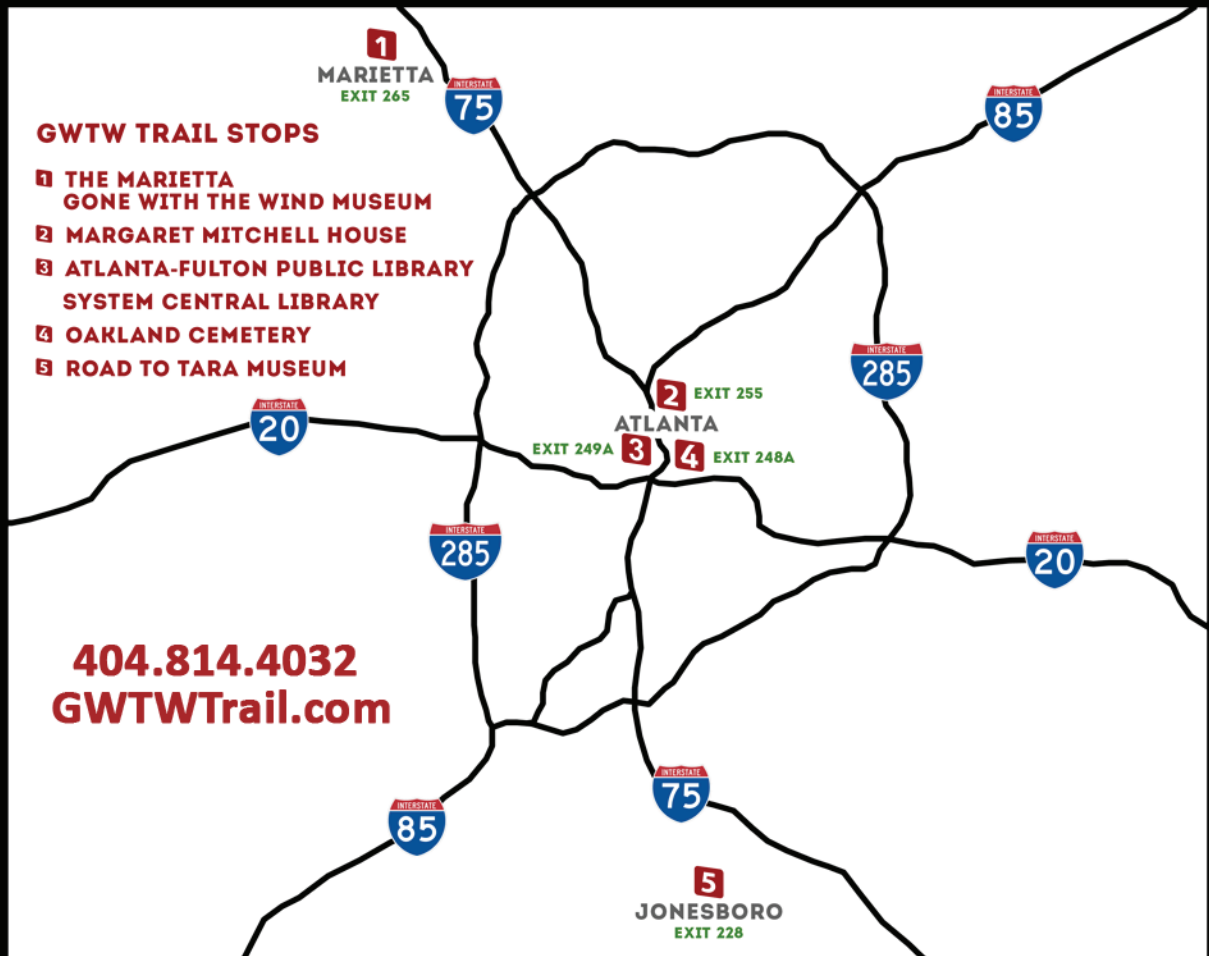 1
MARIETTA
EXIT 265
INTERSTATE
75
INTERSTATE
85
GWTW TRAIL STOPS
1 THE MARIETTA
GONE WITH THE WIND MUSEUM
2 MARGARET MITCHELL HOUSE
3 ATLANTA-FULTON PUBLIC LIBRARY
SYSTEM CENTRAL LIBRARY
4 OAKLAND CEMETERY
5 ROAD TO TARA MUSEUM
INTERSTATE
285
2 EXIT 255
ATLANTA
EXIT 249A 3
4 EXIT 248A
INTERSTATE
20
INTERSTATE
285
INTERSTATE
20
404.814.4032
GWTWTrail.com
INTERSTATE
75
INTERSTATE
85
5
JONESBORO
EXIT 228